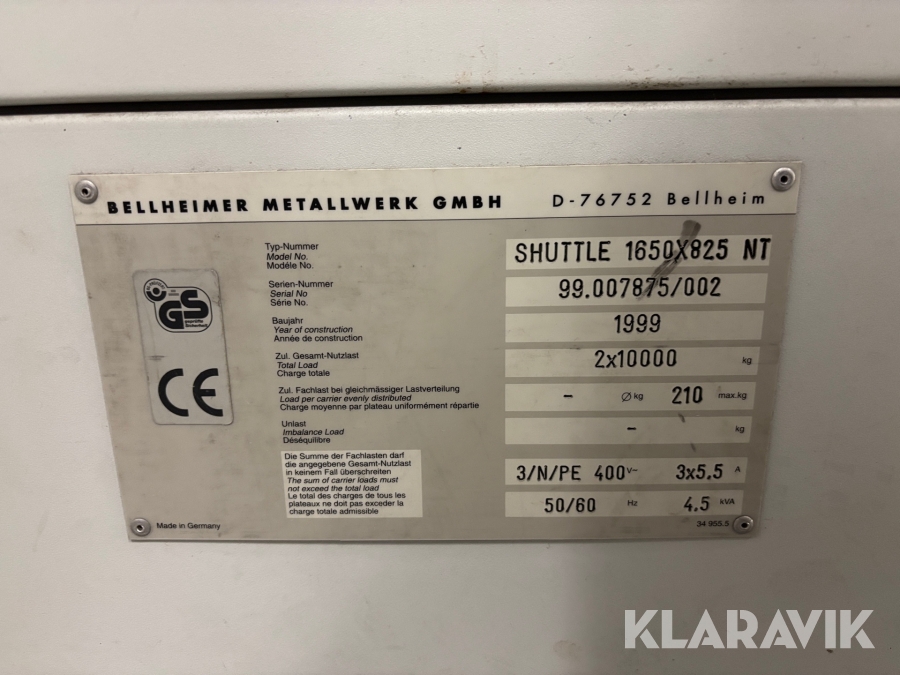 BELLHEIMER METALLWERK GMBH D-76752 Bellheim
Typ-Nummer
Model No.
Modéle No.
SHUTTLE 1650X825 NT
Serien-Nummer
Serial No
Série No.
99.007875/002
Baujahr
Year of construction
Année de construction
1999
Zul. Gesamt-Nutzlast
Total Load
Charge totale
2x10000 kg
Zul. Fachlast bei gleichmässiger Lastverteilung
Load per carrier evenly distributed
Charge moyenne par plateau uniformément répartie
- Ø kg 210 max.kg
Unlast
Imbalance Load
Déséquilibre
- kg
Die Summe der Fachlasten darf
die angegebene Gesamt-Nutzlast
in keinem Fall überschreiten
The sum of carrier loads must
not exceed the total load
Le total des charges de tous les
plateaux ne doit pas exceder la
charge totale admissible
3/N/PE 400 V~ 3x5.5 A
50/60 Hz 4.5 kVA
GS
geprüfte
Sicherheit
CE
Made in Germany
34 955.5
KLARAVIK